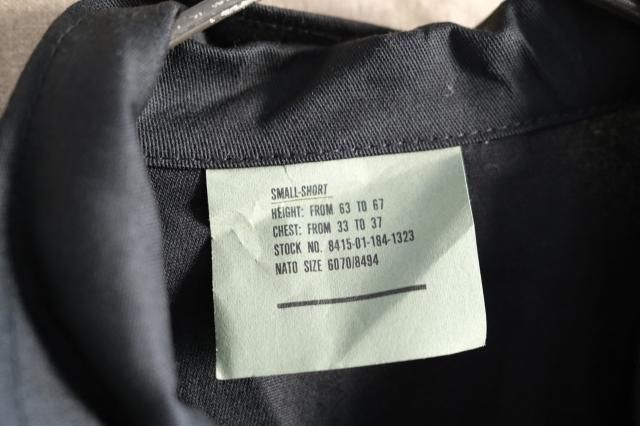 SMALL-SHORT
HEIGHT: FROM 63 TO 67
CHEST: FROM 33 TO 37
STOCK NO. 8415-01-184-1323
NATO SIZE 6070/8494